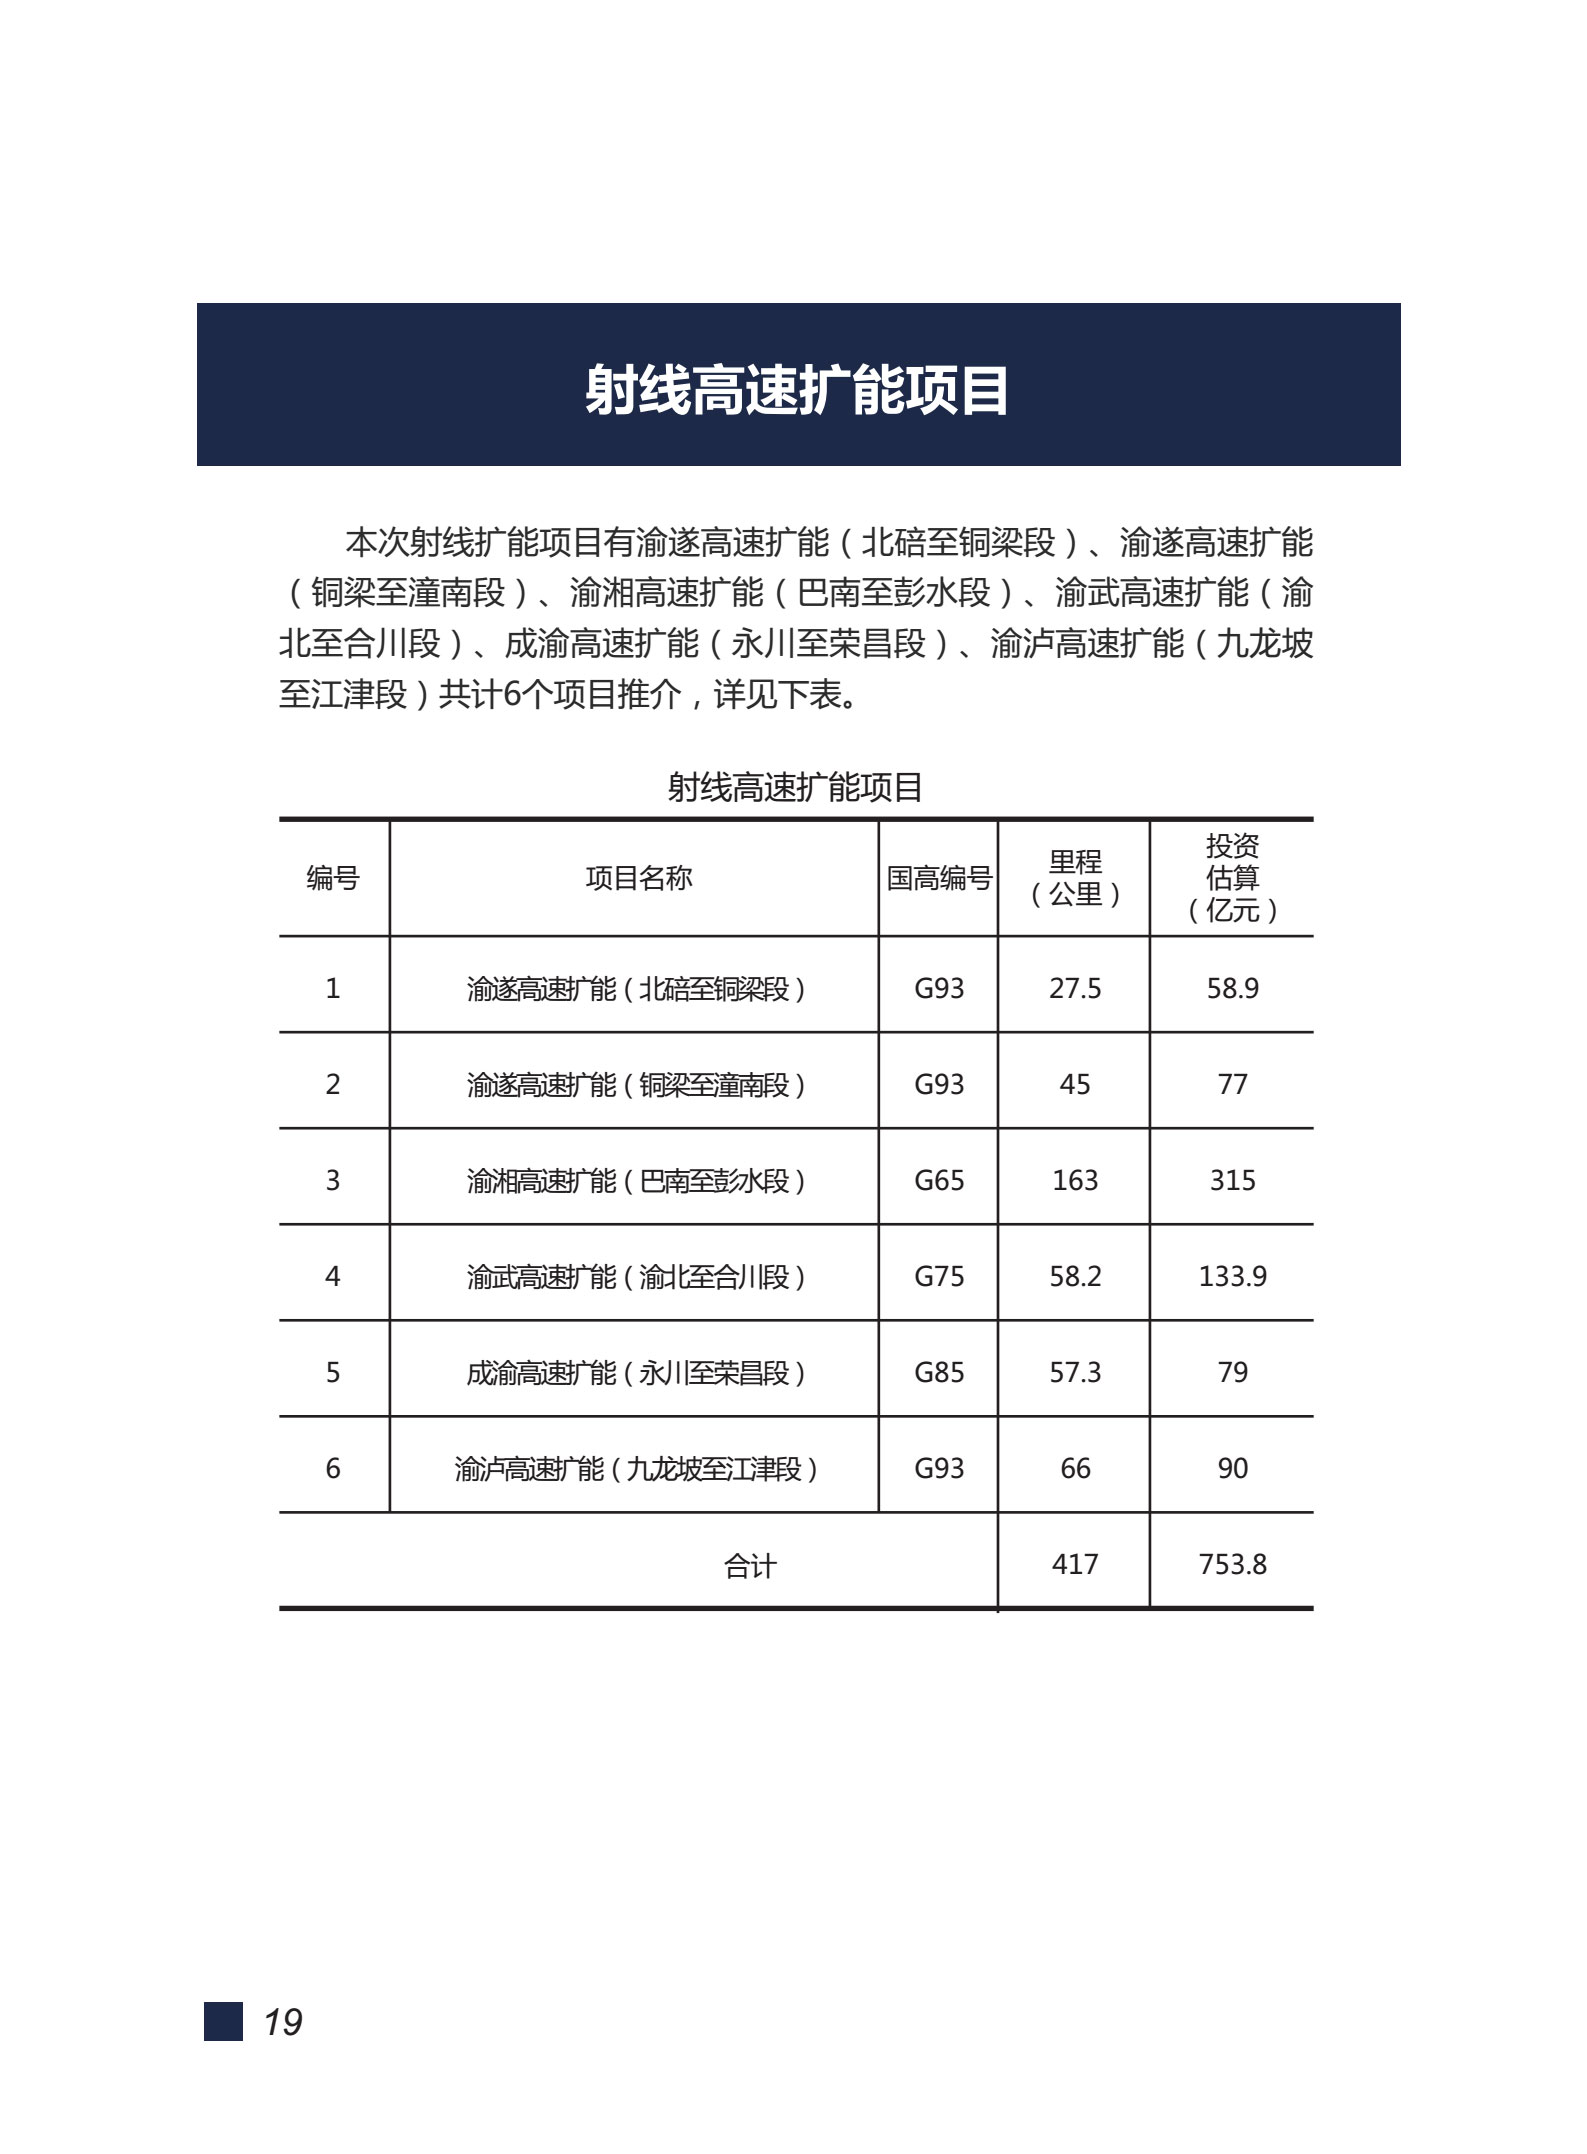 射线高速扩能项目
本次射线扩能项目有渝遂高速扩能（北碚至铜梁段）、渝遂高速扩能
（铜梁至潼南段）、渝湘高速扩能（巴南至彭水段）、渝武高速扩能（渝
北至合川段）、成渝高速扩能（永川至荣昌段）、渝泸高速扩能（九龙坡
至江津段）共计6个项目推介，详见下表。
射线高速扩能项目
编号 项目名称 国高编号 里程（公里） 投资估算（亿元）
1 渝遂高速扩能（北碚至铜梁段） G93 27.5 58.9
2 渝遂高速扩能（铜梁至潼南段） G93 45 77
3 渝湘高速扩能（巴南至彭水段） G65 163 315
4 渝武高速扩能（渝北至合川段） G75 58.2 133.9
5 成渝高速扩能（永川至荣昌段） G85 57.3 79
6 渝泸高速扩能（九龙坡至江津段） G93 66 90
合计 417 753.8
19